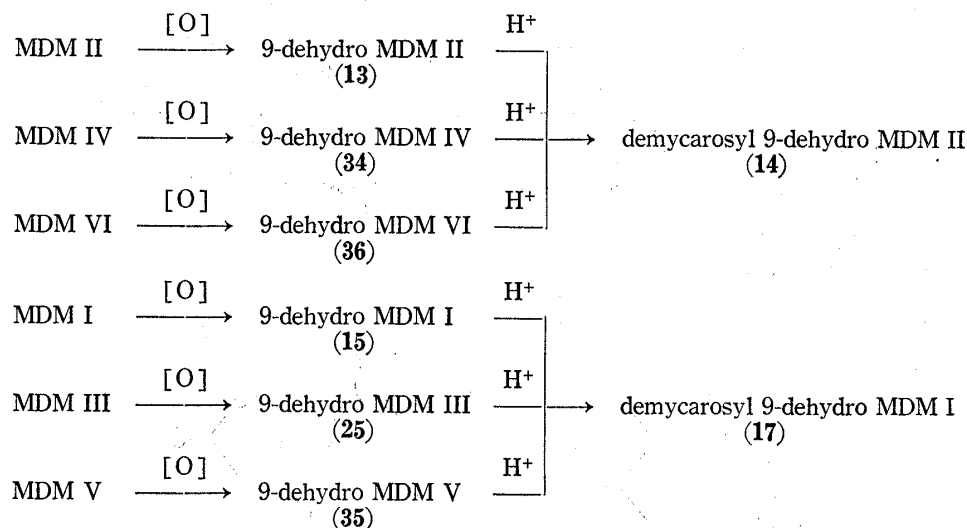 MDM II [O] 9-dehydro MDM II H+
(13)
MDM IV [O] 9-dehydro MDM IV H+ demycarosyl 9-dehydro MDM II
(34) (14)
MDM VI [O] 9-dehydro MDM VI H+
(36)
MDM I [O] 9-dehydro MDM I H+
(15)
MDM III [O] 9-dehydro MDM III H+ demycarosyl 9-dehydro MDM I
(25) (17)
MDM V [O] 9-dehydro MDM V H+
(35)